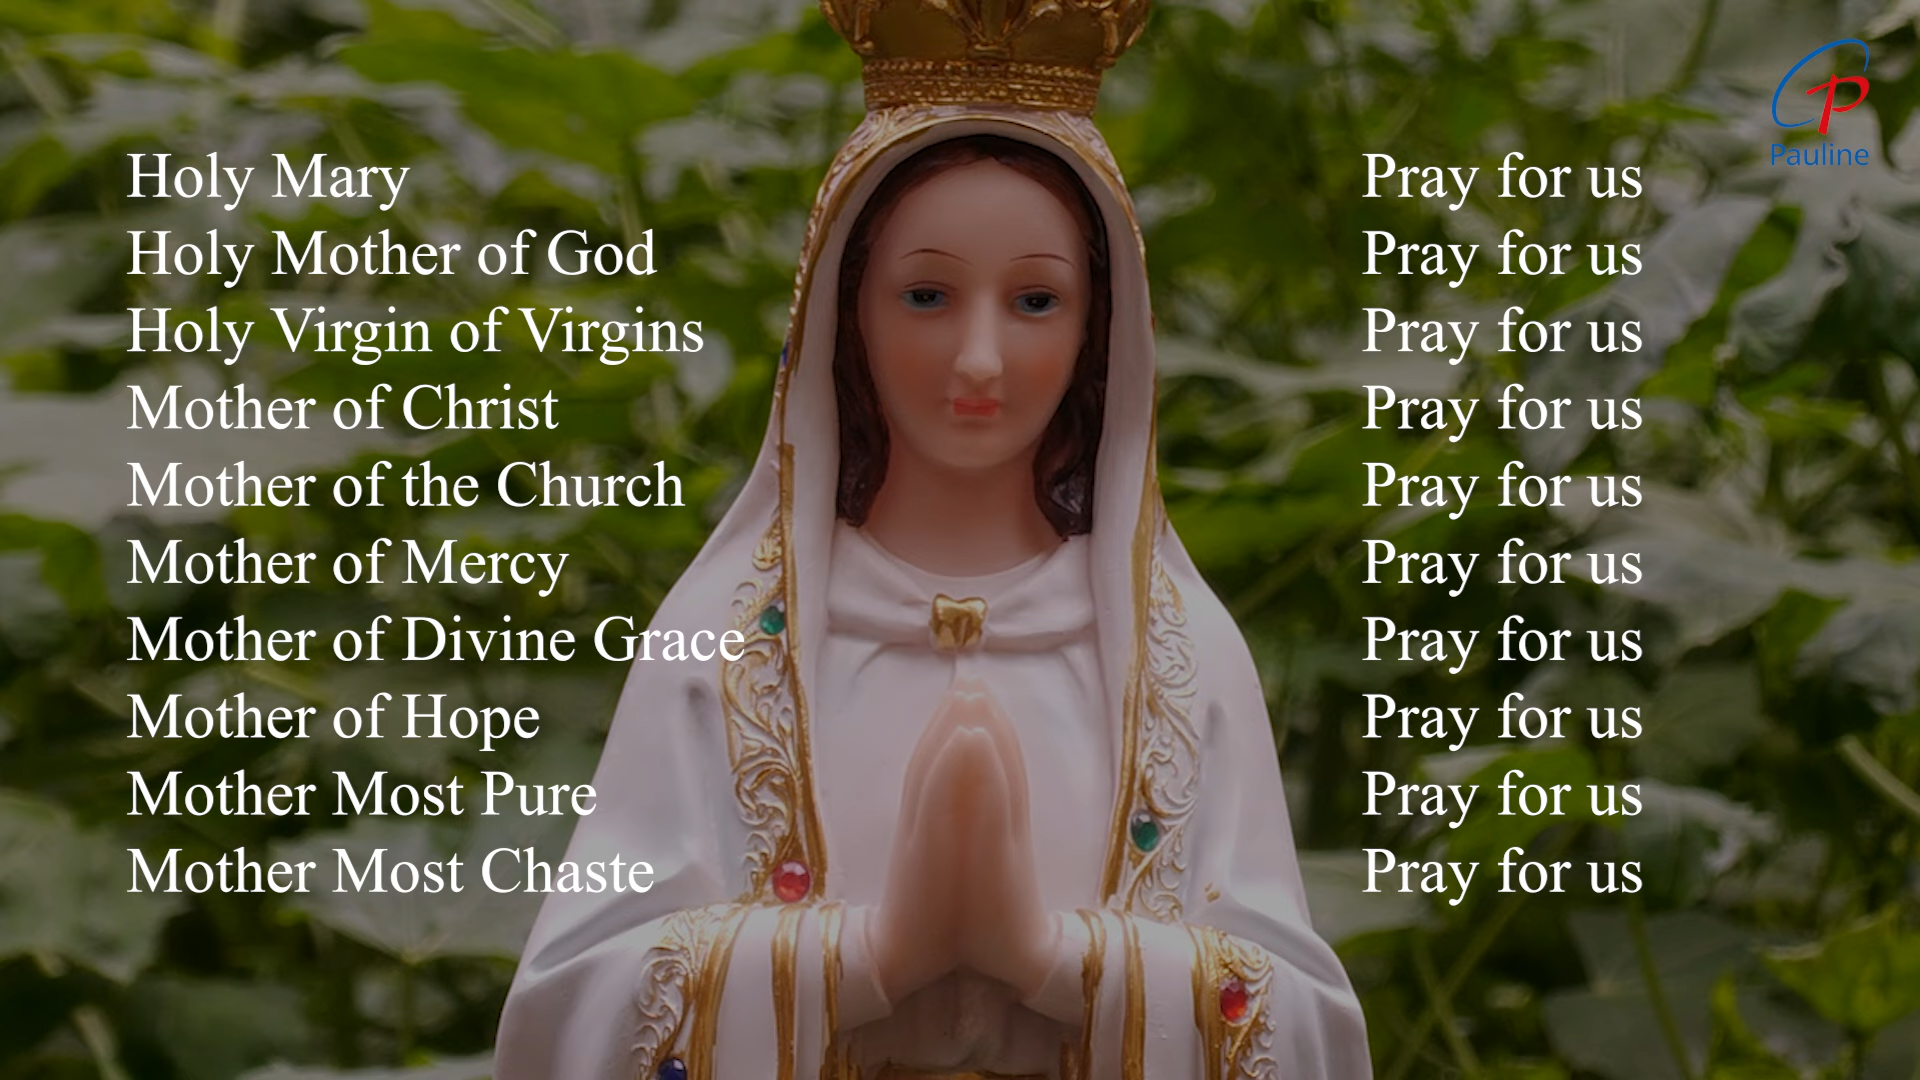 Pauline
Holy Mary Pray for us
Holy Mother of God Pray for us
Holy Virgin of Virgins Pray for us
Mother of Christ Pray for us
Mother of the Church Pray for us
Mother of Mercy Pray for us
Mother of Divine Grace Pray for us
Mother of Hope Pray for us
Mother Most Pure Pray for us
Mother Most Chaste Pray for us